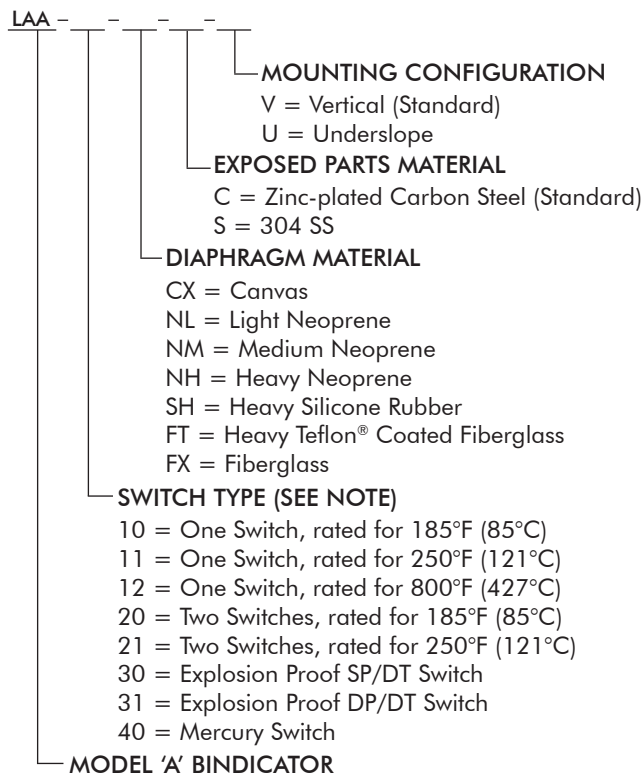 LAA – – – –
MOUNTING CONFIGURATION
V = Vertical (Standard)
U = Underslope
EXPOSED PARTS MATERIAL
C = Zinc-plated Carbon Steel (Standard)
S = 304 SS
DIAPHRAGM MATERIAL
CX = Canvas
NL = Light Neoprene
NM = Medium Neoprene
NH = Heavy Neoprene
SH = Heavy Silicone Rubber
FT = Heavy Teflon® Coated Fiberglass
FX = Fiberglass
SWITCH TYPE (SEE NOTE)
10 = One Switch, rated for 185°F (85°C)
11 = One Switch, rated for 250°F (121°C)
12 = One Switch, rated for 800°F (427°C)
20 = Two Switches, rated for 185°F (85°C)
21 = Two Switches, rated for 250°F (121°C)
30 = Explosion Proof SP/DT Switch
31 = Explosion Proof DP/DT Switch
40 = Mercury Switch
MODEL ‘A’ BINDICATOR